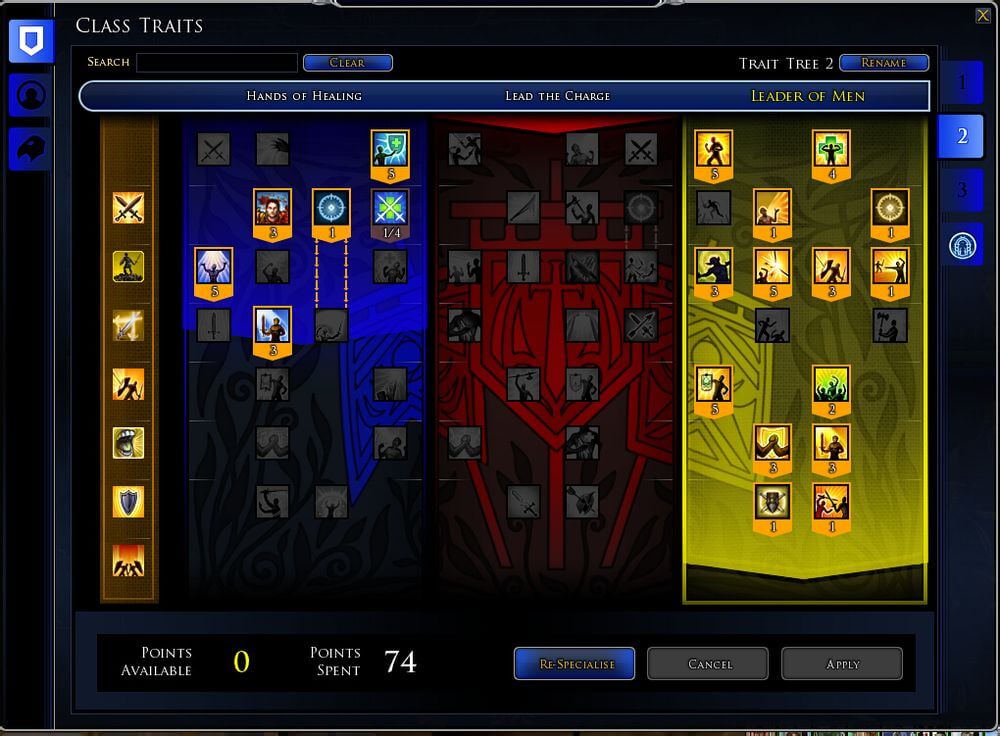 Class Traits
X
Search
Clear
Trait Tree 2
Rename
Hands of Healing
Lead the Charge
Leader of Men
1
2
3
5
5
4
3
1
1/4
1
1
5
3
5
3
1
3
5
2
3
3
1
1
Points Available
0
Points Spent
74
Re-Specialise
Cancel
Apply